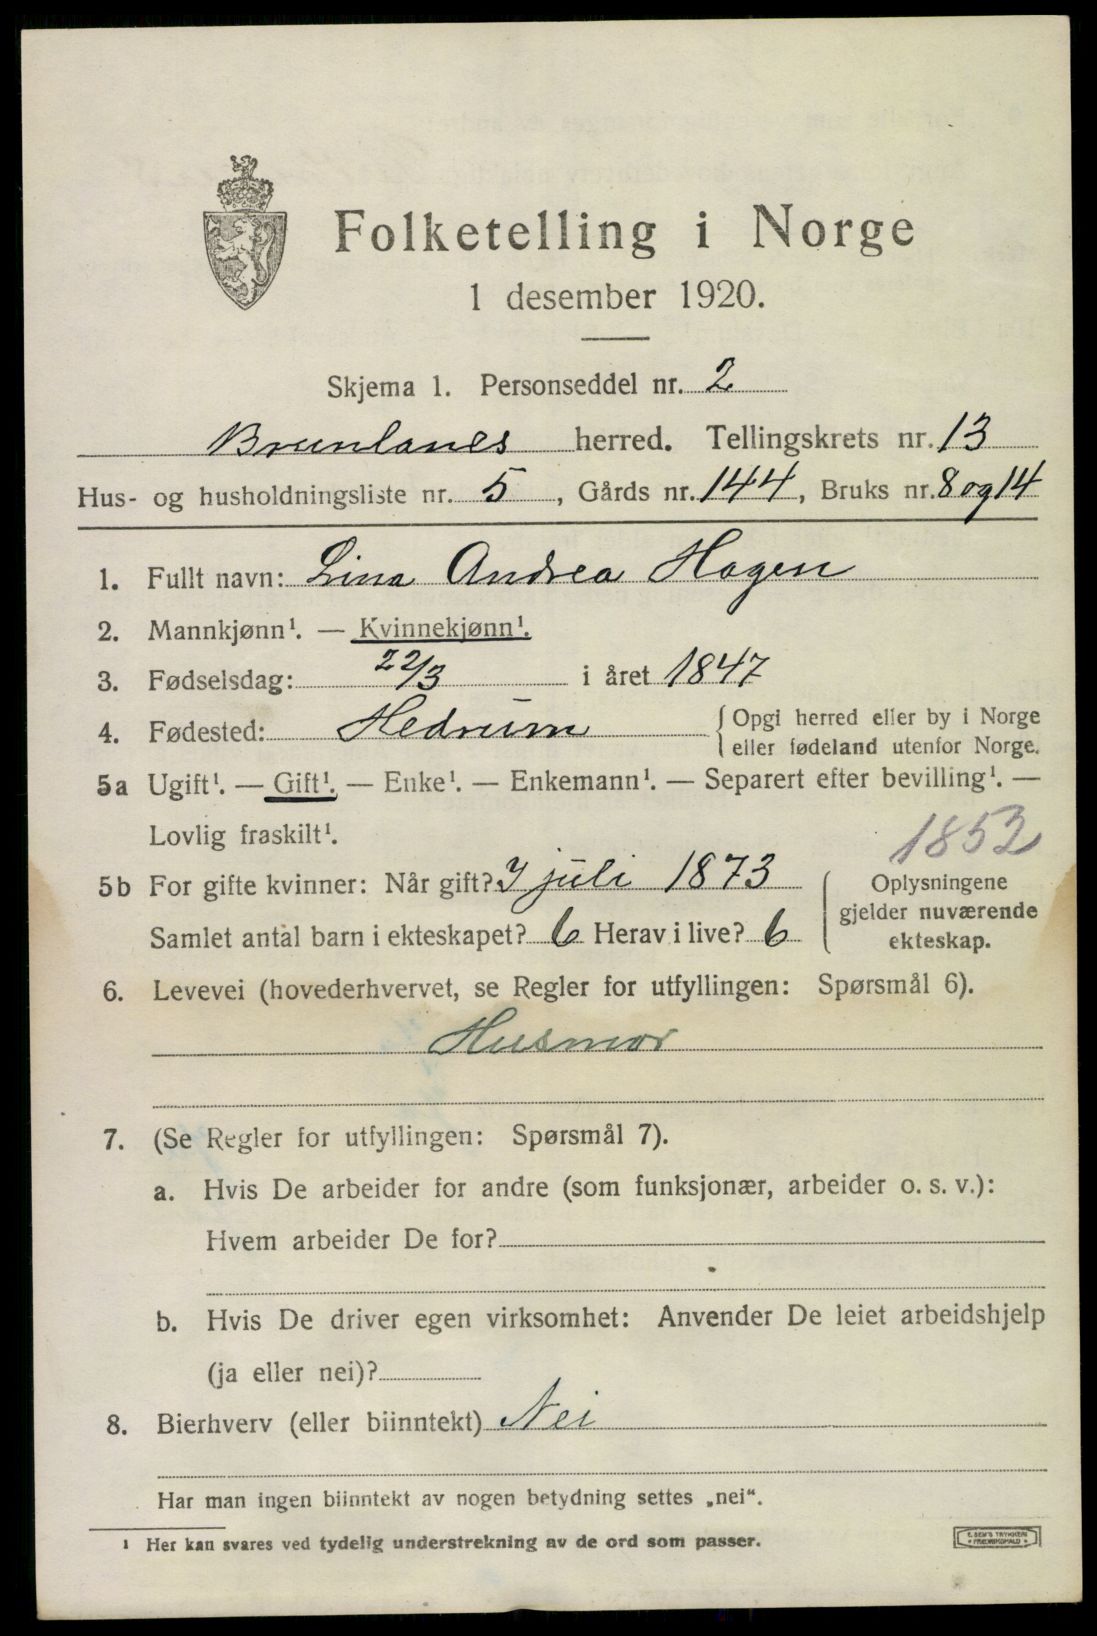 Folketelling i Norge
1 desember 1920.
Skjema 1. Personseddel nr. 2
Brunlanes herred. Tellingskrets nr. 13
Hus- og husholdningsliste nr. 5, Gårds nr. 144, Bruks nr. 8 og 14
1. Fullt navn: Lina Andrea Hagen
2. Mannkjønn¹. — Kvinnekjønn¹.
3. Fødselsdag: 22/3 i året 1847
4. Fødested: Hedrum { Opgi herred eller by i Norge
eller fødeland utenfor Norge.
5a Ugift¹. — Gift¹. — Enke¹. — Enkemann¹. — Separert efter bevilling¹. —
Lovlig fraskilt¹.
1853
5b For gifte kvinner: Når gift? juli 1873
Samlet antal barn i ekteskapet? 6 Herav i live? 6
{ Oplysningene
gjelder nuværende
ekteskap.
6. Levevei (hovederhvervet, se Regler for utfyllingen: Spørsmål 6).
Husmor
7. (Se Regler for utfyllingen: Spørsmål 7).
a. Hvis De arbeider for andre (som funksjonær, arbeider o. s. v.):
Hvem arbeider De for?
b. Hvis De driver egen virksomhet: Anvender De leiet arbeidshjelp
(ja eller nei)?
8. Bierhverv (eller biinntekt) Nei
Har man ingen biinntekt av nogen betydning settes „nei“.
¹ Her kan svares ved tydelig understrekning av de ord som passer.
E. SEM'S TRYKKERI
• FREDRIKSHALD •